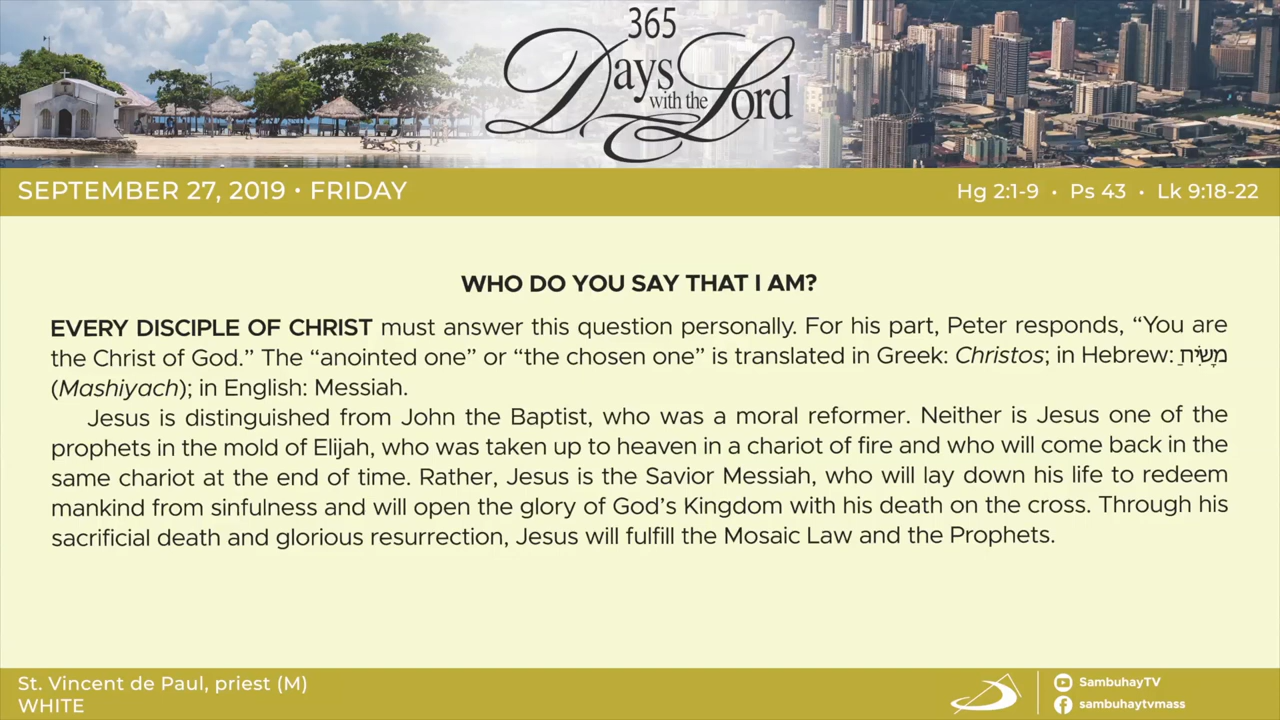 365
Days with the Lord
SEPTEMBER 27, 2019 • FRIDAY
Hg 2:1-9 • Ps 43 • Lk 9:18-22
WHO DO YOU SAY THAT I AM?
EVERY DISCIPLE OF CHRIST must answer this question personally. For his part, Peter responds, “You are
the Christ of God.” The “anointed one” or “the chosen one” is translated in Greek: Christos; in Hebrew: מָשִׁיחַ
(Mashiyach); in English: Messiah.
Jesus is distinguished from John the Baptist, who was a moral reformer. Neither is Jesus one of the
prophets in the mold of Elijah, who was taken up to heaven in a chariot of fire and who will come back in the
same chariot at the end of time. Rather, Jesus is the Savior Messiah, who will lay down his life to redeem
mankind from sinfulness and will open the glory of God’s Kingdom with his death on the cross. Through his
sacrificial death and glorious resurrection, Jesus will fulfill the Mosaic Law and the Prophets.
St. Vincent de Paul, priest (M)
WHITE
SambuhayTV
sambuhaytvmass